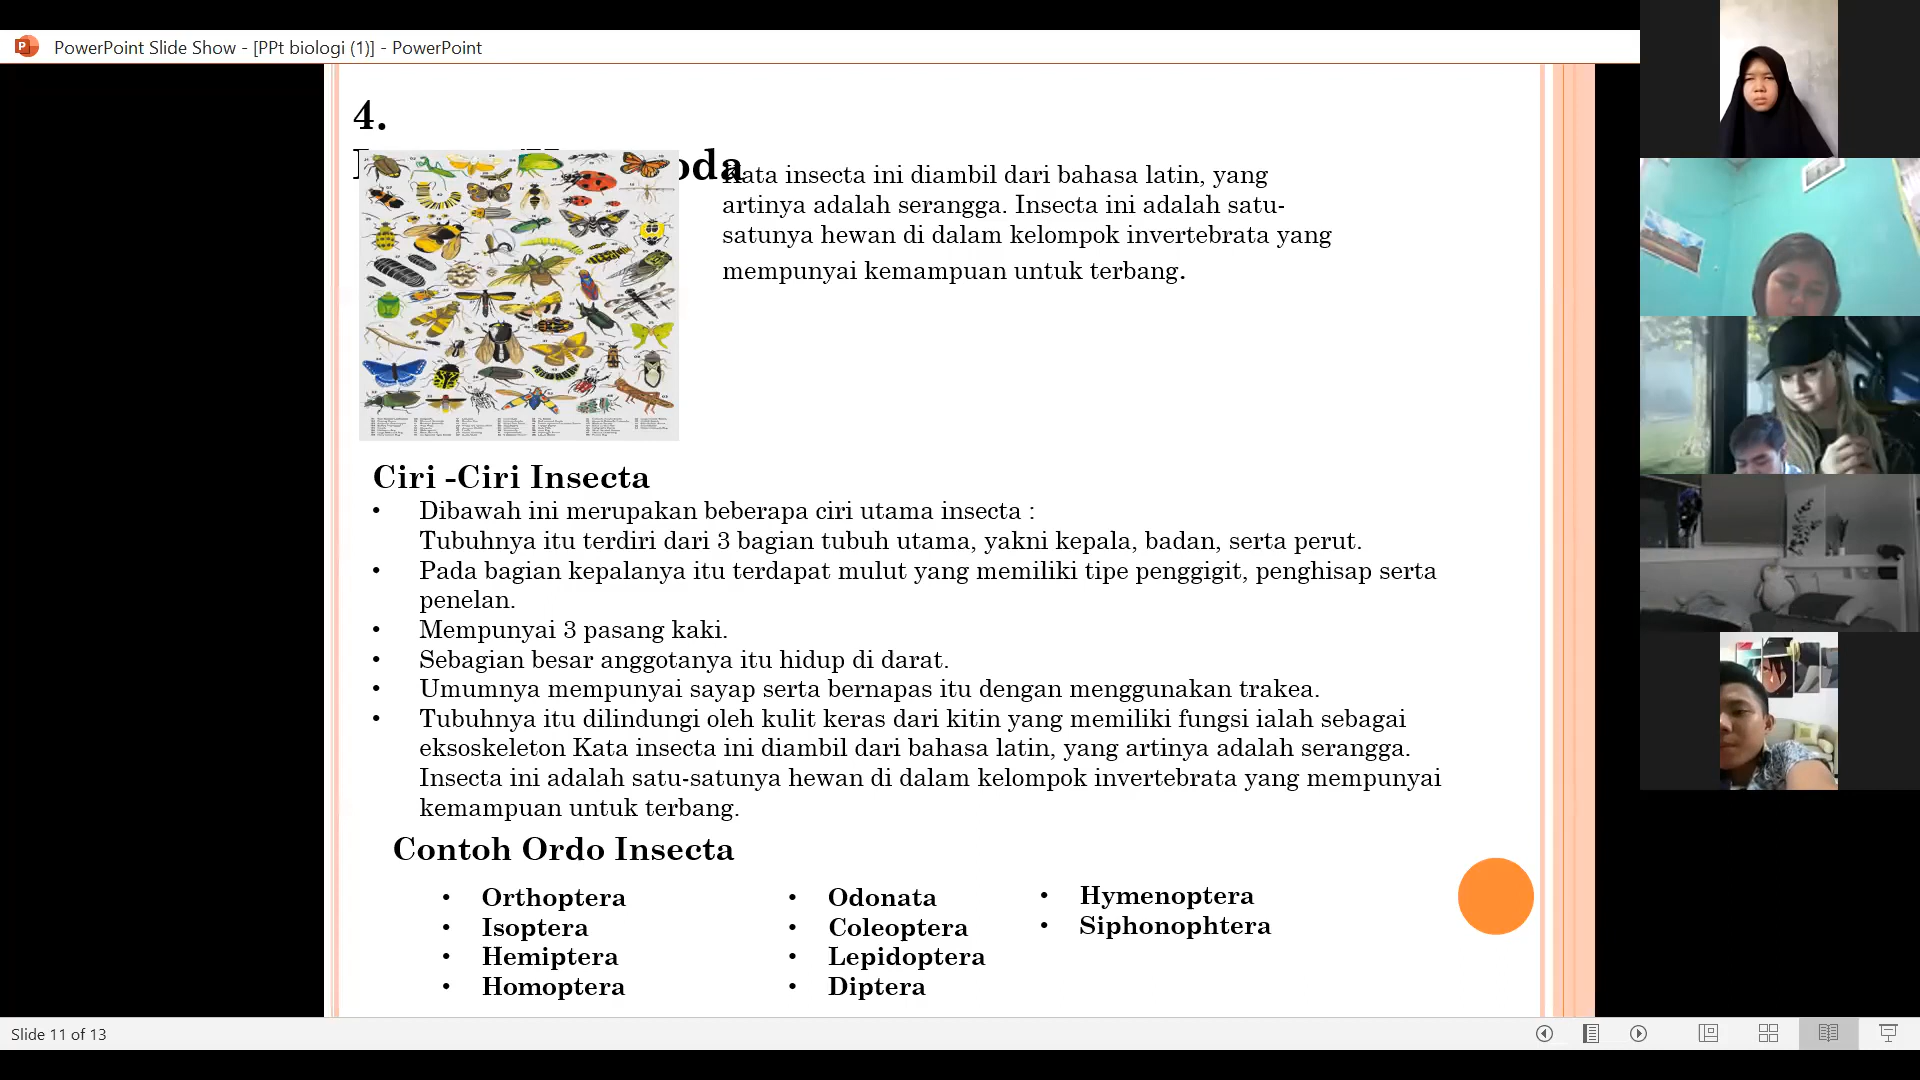 PowerPoint Slide Show - [PPt biologi (1)] - PowerPoint
4.
oda
Kata insecta ini diambil dari bahasa latin, yang
artinya adalah serangga. Insecta ini adalah satu-
satunya hewan di dalam kelompok invertebrata yang
mempunyai kemampuan untuk terbang.
Ciri -Ciri Insecta
• Dibawah ini merupakan beberapa ciri utama insecta :
Tubuhnya itu terdiri dari 3 bagian tubuh utama, yakni kepala, badan, serta perut.
• Pada bagian kepalanya itu terdapat mulut yang memiliki tipe penggigit, penghisap serta
penelan.
• Mempunyai 3 pasang kaki.
• Sebagian besar anggotanya itu hidup di darat.
• Umumnya mempunyai sayap serta bernapas itu dengan menggunakan trakea.
• Tubuhnya itu dilindungi oleh kulit keras dari kitin yang memiliki fungsi ialah sebagai
eksoskeleton Kata insecta ini diambil dari bahasa latin, yang artinya adalah serangga.
Insecta ini adalah satu-satunya hewan di dalam kelompok invertebrata yang mempunyai
kemampuan untuk terbang.
Contoh Ordo Insecta
• Orthoptera
• Isoptera
• Hemiptera
• Homoptera
• Odonata
• Coleoptera
• Lepidoptera
• Diptera
• Hymenoptera
• Siphonophtera
Slide 11 of 13